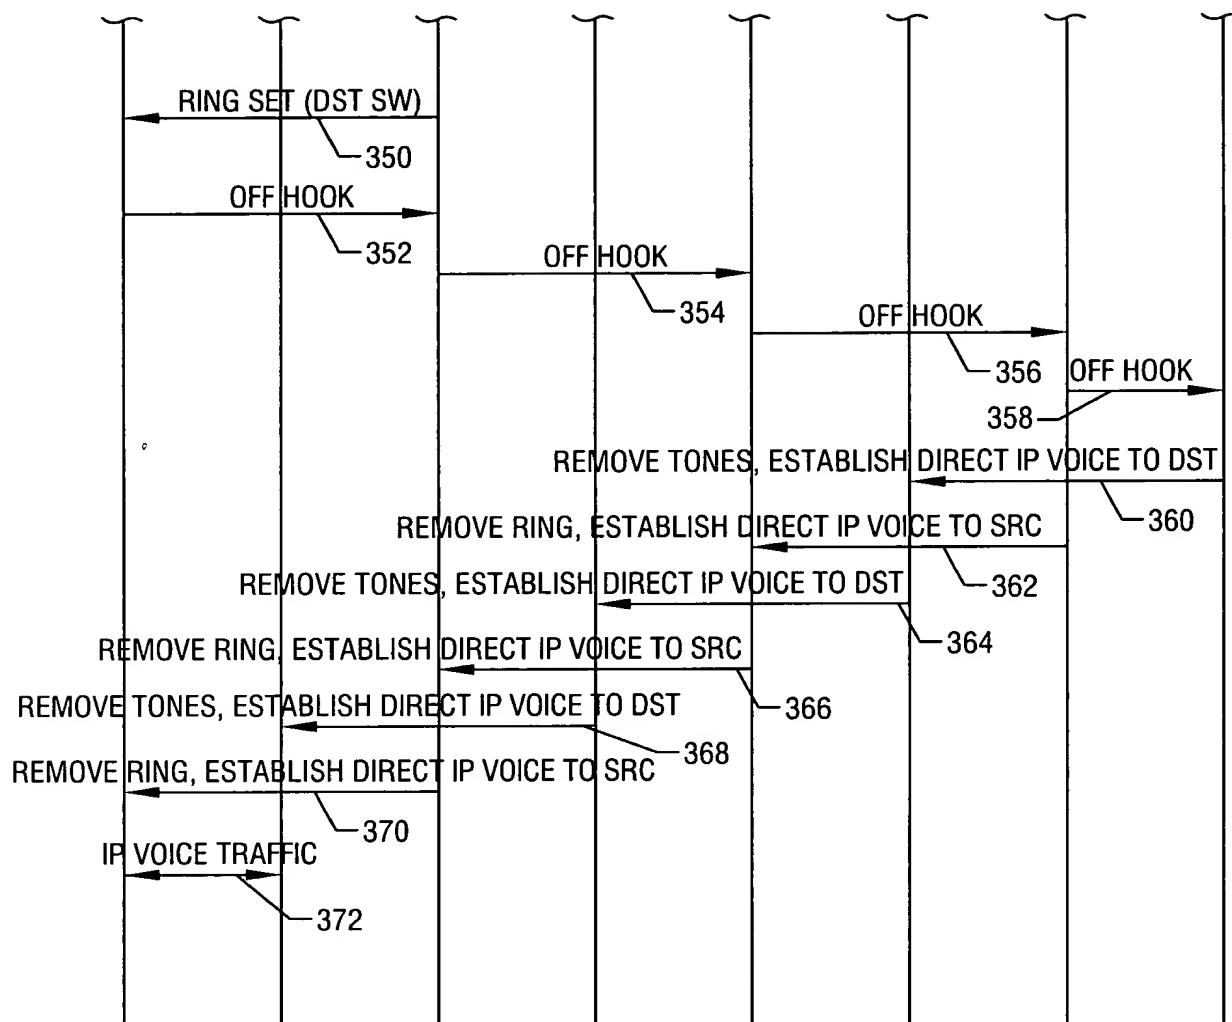 RING SET (DST SW)
350
OFF HOOK
352
OFF HOOK
354
OFF HOOK
356
OFF HOOK
358
REMOVE TONES, ESTABLISH DIRECT IP VOICE TO DST
360
REMOVE RING, ESTABLISH DIRECT IP VOICE TO SRC
362
REMOVE TONES, ESTABLISH DIRECT IP VOICE TO DST
364
REMOVE RING, ESTABLISH DIRECT IP VOICE TO SRC
366
REMOVE TONES, ESTABLISH DIRECT IP VOICE TO DST
368
REMOVE RING, ESTABLISH DIRECT IP VOICE TO SRC
370
IP VOICE TRAFFIC
372